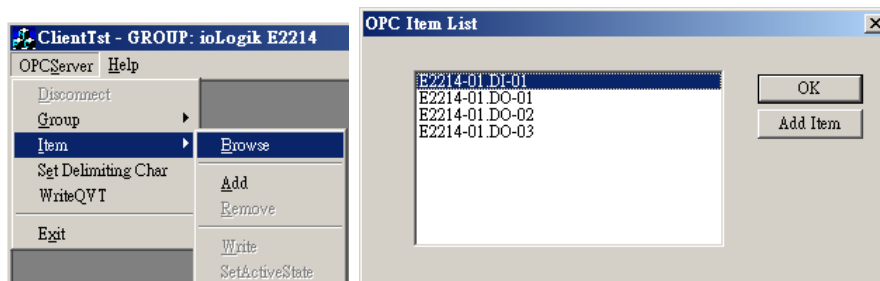 ClientTst - GROUP: ioLogik E2214
OPCServer Help
Disconnect
Group
Item
Set Delimiting Char
WriteQVT
Exit
Browse
Add
Remove
Write
SetActiveState
OPC Item List
E2214-01.DI-01
E2214-01.DO-01
E2214-01.DO-02
E2214-01.DO-03
OK
Add Item